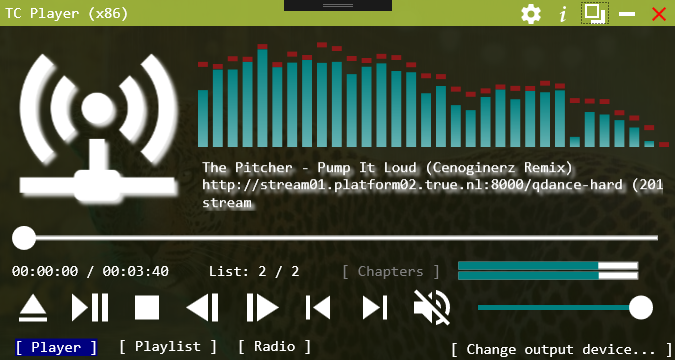 TC Player (x86)
The Pitcher - Pump It Loud (Cenoginerz Remix)
http://stream01.platform02.true.nl:8000/qdance-hard (201
stream
00:00:00 / 00:03:40 List: 2 / 2 [ Chapters ]
[ Player ] [ Playlist ] [ Radio ] [ Change output device... ]